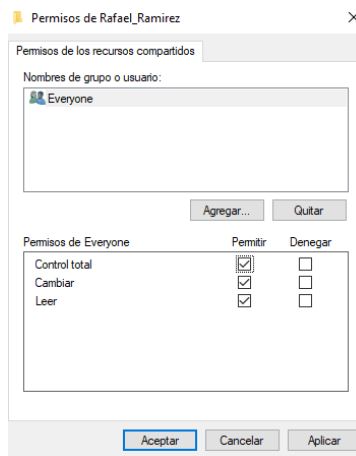 Permisos de Rafael_Ramirez
Permisos de los recursos compartidos
Nombres de grupo o usuario:
Everyone
Agregar... Quitar
Permisos de Everyone Permitir Denegar
Control total
Cambiar
Leer
Aceptar Cancelar Aplicar